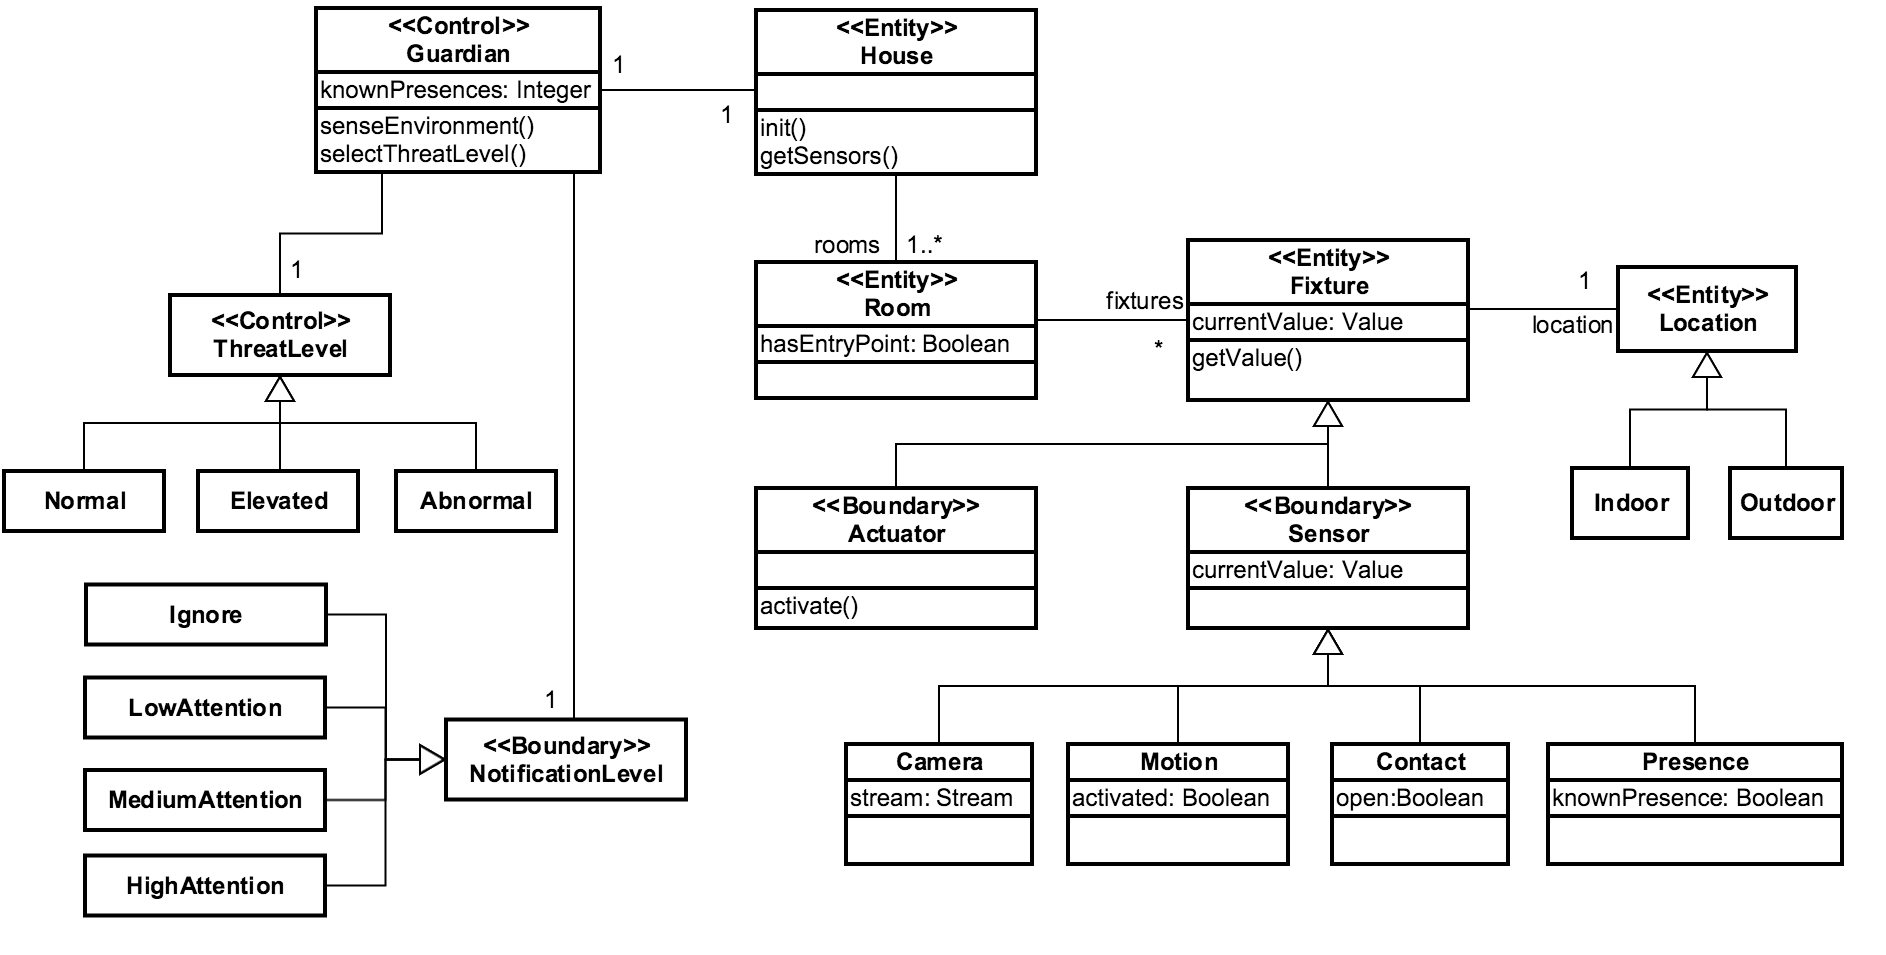 <<Control>>
Guardian
knownPresences: Integer
senseEnvironment()
selectThreatLevel()
1
1
<<Entity>>
House
init()
getSensors()
rooms
1..*
<<Entity>>
Room
hasEntryPoint: Boolean
fixtures
*
<<Entity>>
Fixture
currentValue: Value
getValue()
1
location
<<Entity>>
Location
Indoor
Outdoor
1
<<Control>>
ThreatLevel
Normal
Elevated
Abnormal
<<Boundary>>
Actuator
activate()
<<Boundary>>
Sensor
currentValue: Value
Ignore
LowAttention
MediumAttention
HighAttention
1
<<Boundary>>
NotificationLevel
Camera
stream: Stream
Motion
activated: Boolean
Contact
open:Boolean
Presence
knownPresence: Boolean